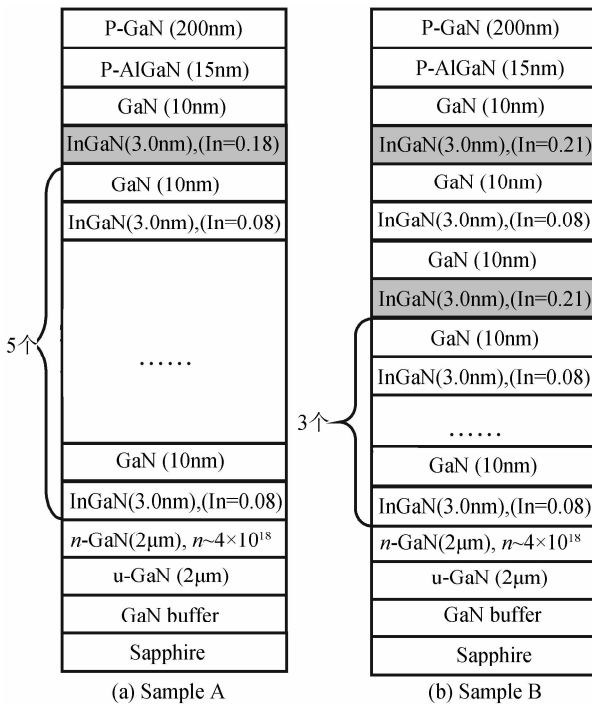 P-GaN (200nm)
P-AlGaN (15nm)
GaN (10nm)
InGaN(3.0nm),(In=0.18)
GaN (10nm)
InGaN(3.0nm),(In=0.08)
5个
……
GaN (10nm)
InGaN(3.0nm),(In=0.08)
n-GaN(2μm), n~4×10¹⁸
u-GaN (2μm)
GaN buffer
Sapphire
(a) Sample A
P-GaN (200nm)
P-AlGaN (15nm)
GaN (10nm)
InGaN(3.0nm),(In=0.21)
GaN (10nm)
InGaN(3.0nm),(In=0.08)
GaN (10nm)
InGaN(3.0nm),(In=0.21)
GaN (10nm)
InGaN(3.0nm),(In=0.08)
3个
……
GaN (10nm)
InGaN(3.0nm),(In=0.08)
n-GaN(2μm), n~4×10¹⁸
u-GaN (2μm)
GaN buffer
Sapphire
(b) Sample B